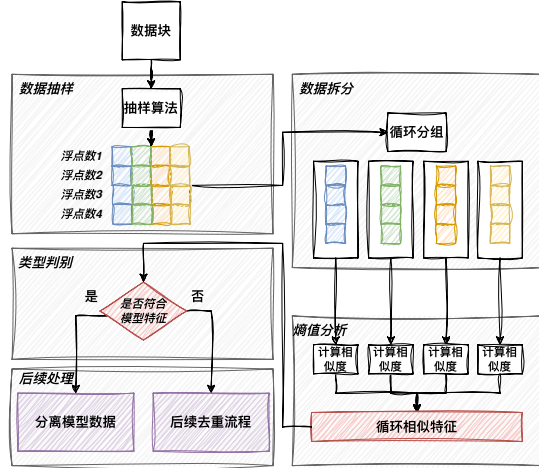 数据块
数据抽样
抽样算法
浮点数1
浮点数2
浮点数3
浮点数4
数据拆分
循环分组
类型判别
是
否
是否符合
模型特征
熵值分析
计算相
似度
计算相
似度
计算相
似度
计算相
似度
循环相似特征
后续处理
分离模型数据
后续去重流程